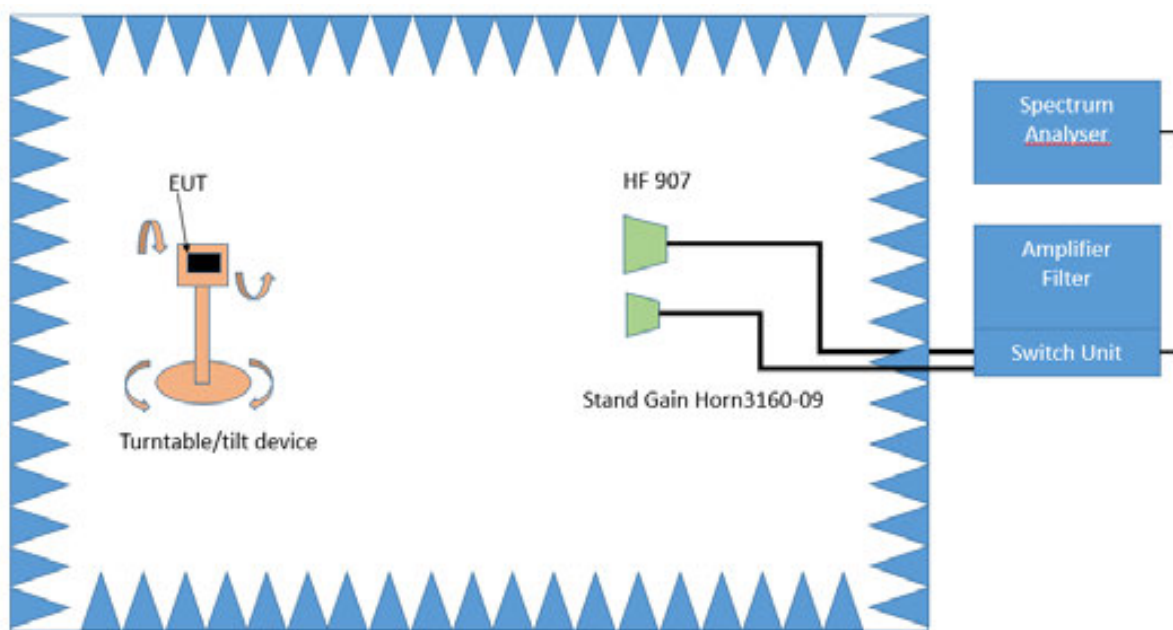 Spectrum
Analyser
EUT
HF 907
Amplifier
Filter
Switch Unit
Stand Gain Horn3160-09
Turntable/tilt device